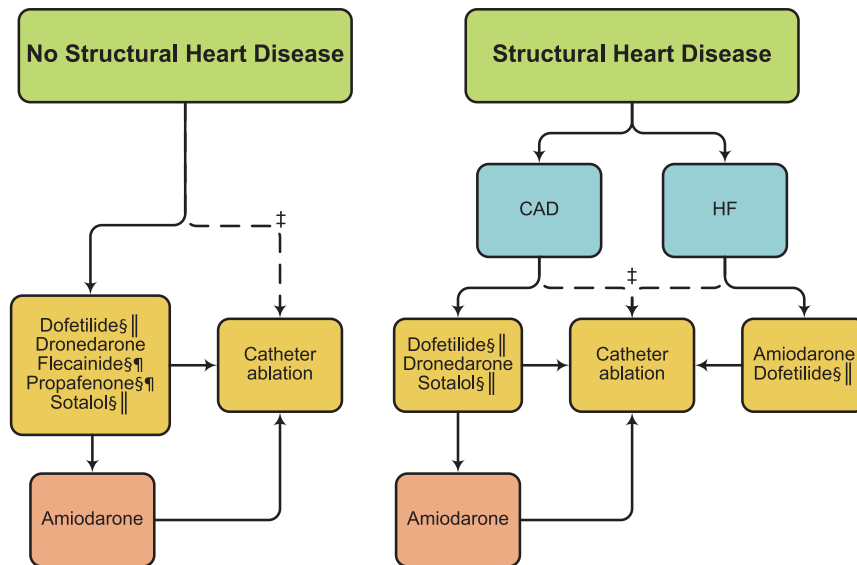 No Structural Heart Disease
‡
Dofetilide§‖
Dronedarone
Flecainide§¶
Propafenone§¶
Sotalol§‖
Catheter
ablation
Amiodarone
Structural Heart Disease
CAD
HF
‡
Dofetilide§‖
Dronedarone
Sotalol§‖
Catheter
ablation
Amiodarone
Dofetilide§‖
Amiodarone